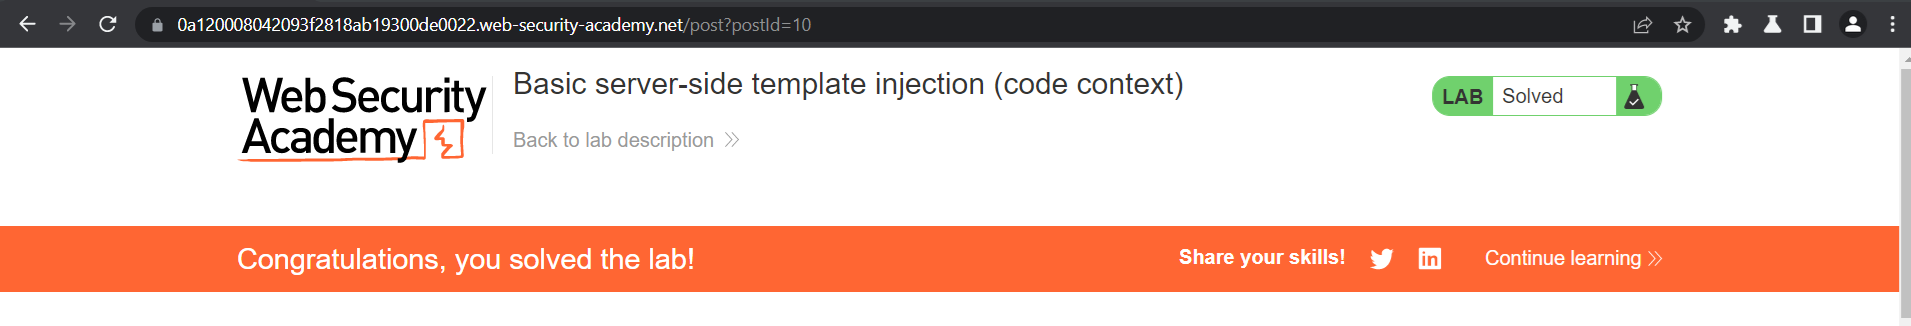 0a120008042093f2818ab19300de0022.web-security-academy.net/post?postId=10
Web Security
Academy
Basic server-side template injection (code context)
Back to lab description
LAB Solved
Congratulations, you solved the lab!
Share your skills!
Continue learning